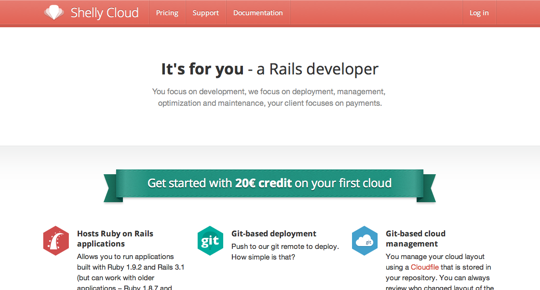 Shelly Cloud Pricing Support Documentation Log in
It's for you - a Rails developer
You focus on development, we focus on deployment, management,
optimization and maintenance, your client focuses on payments.
Get started with 20€ credit on your first cloud
Hosts Ruby on Rails
applications
Allows you to run applications
built with Ruby 1.9.2 and Rails 3.1
(but can work with older
applications – Ruby 1.8.7 and
git
Git-based deployment
Push to our git remote to deploy.
How simple is that?
Git-based cloud
management
You manage your cloud layout
using a Cloudfile that is stored in
your repository. You can always
review who changed layout of the